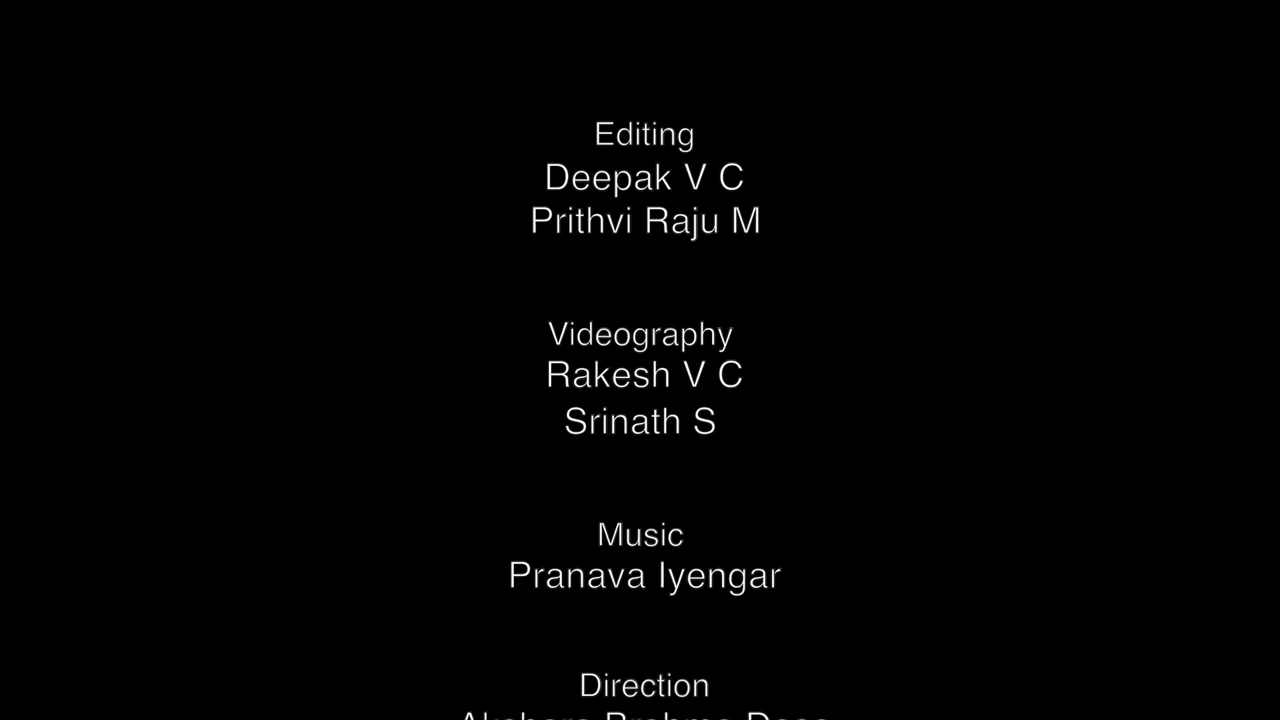 Editing
Deepak V C
Prithvi Raju M
Videography
Rakesh V C
Srinath S
Music
Pranava Iyengar
Direction